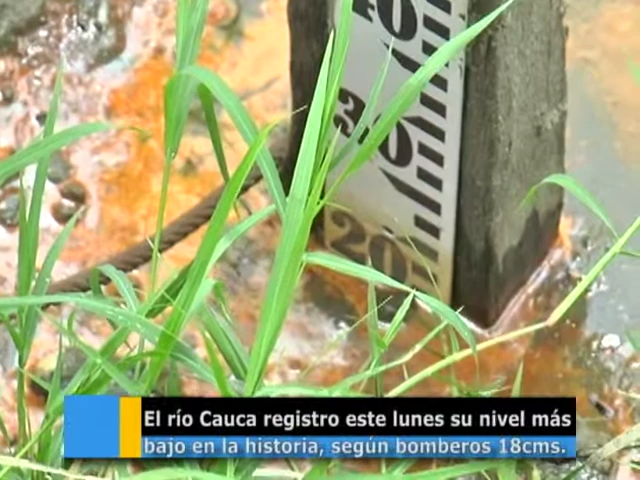 40
30
20
El río Cauca registro este lunes su nivel más
bajo en la historia, según bomberos 18cms.